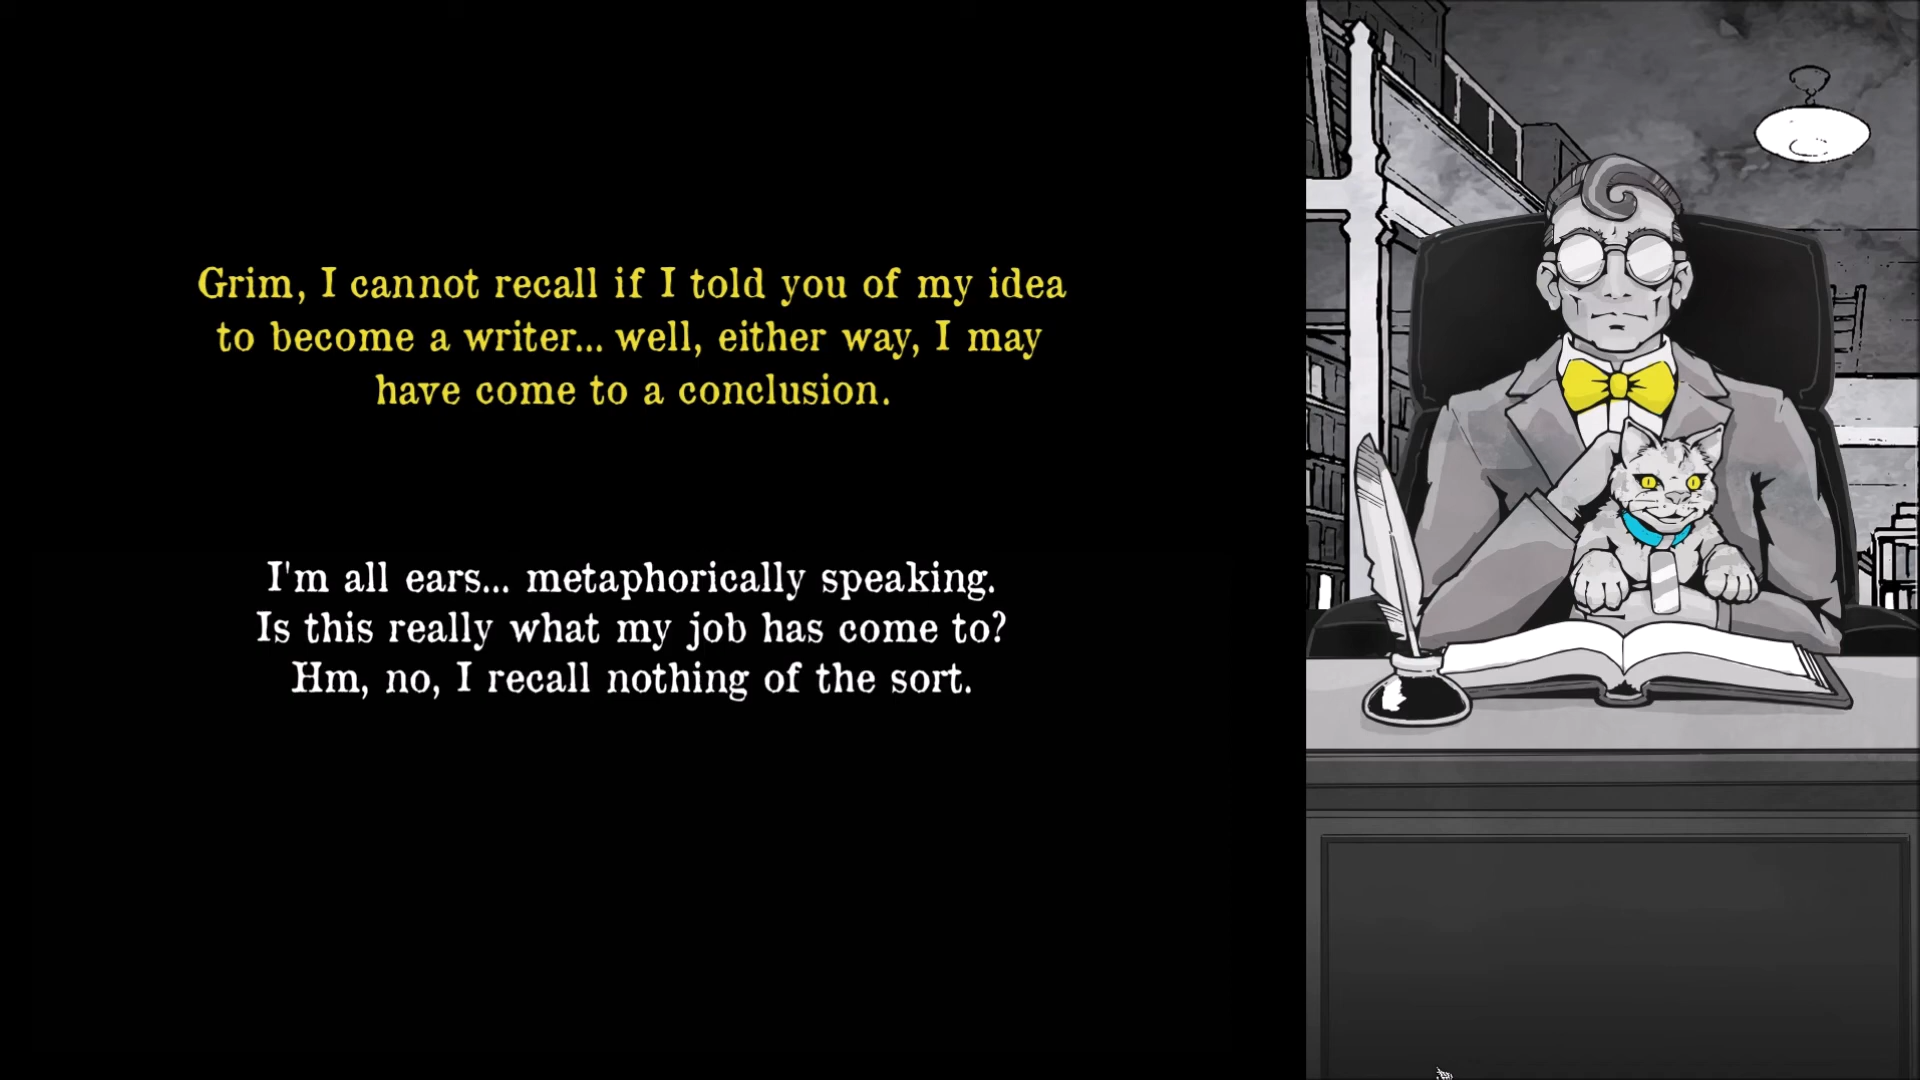 Grim, I cannot recall if I told you of my idea
to become a writer... well, either way, I may
have come to a conclusion.
I'm all ears... metaphorically speaking.
Is this really what my job has come to?
Hm, no, I recall nothing of the sort.